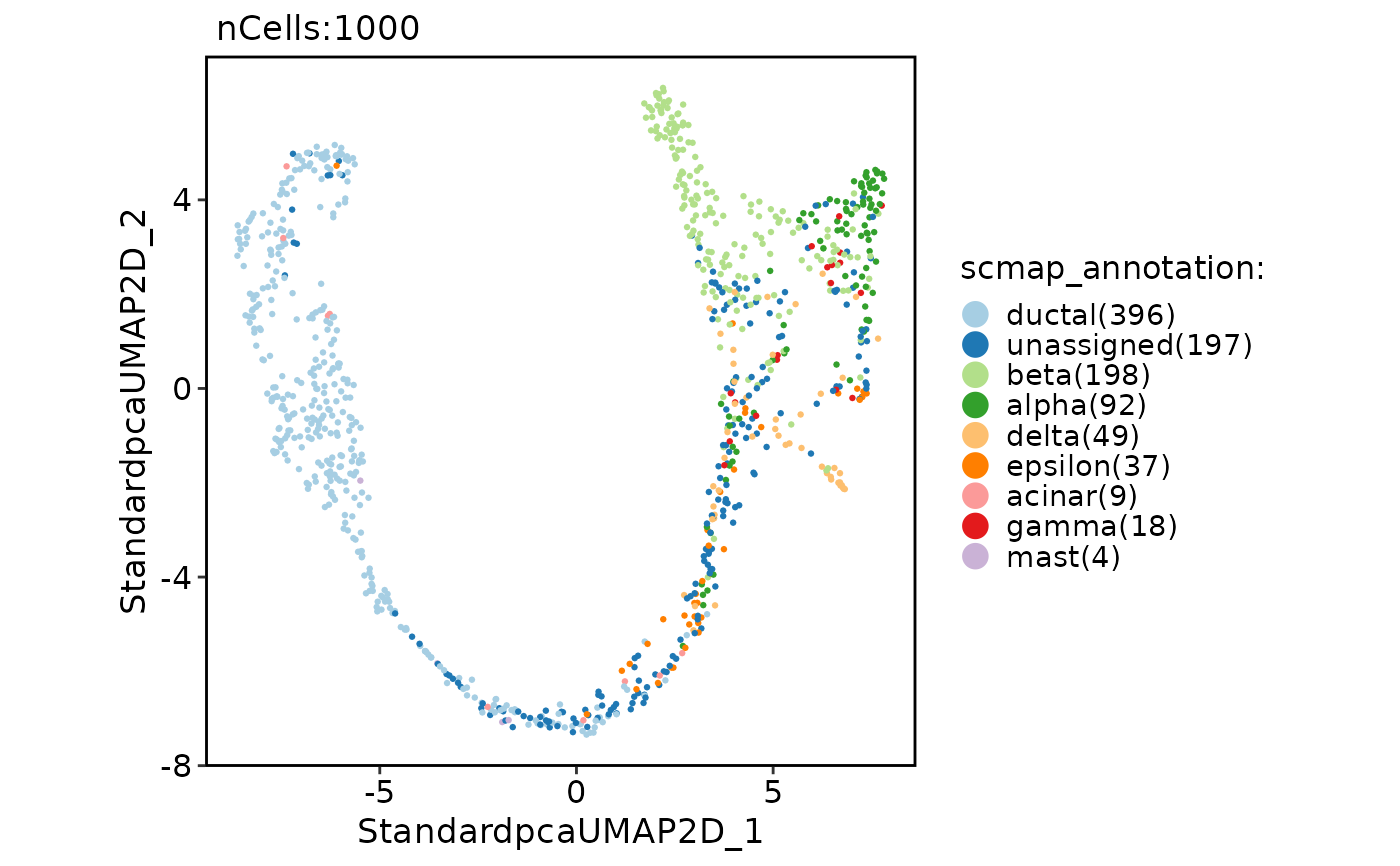 nCells:1000
4
0
-4
-8
-5
0
5
StandardpcaUMAP2D_1
StandardpcaUMAP2D_2
scmap_annotation:
ductal(396)
unassigned(197)
beta(198)
alpha(92)
delta(49)
epsilon(37)
acinar(9)
gamma(18)
mast(4)